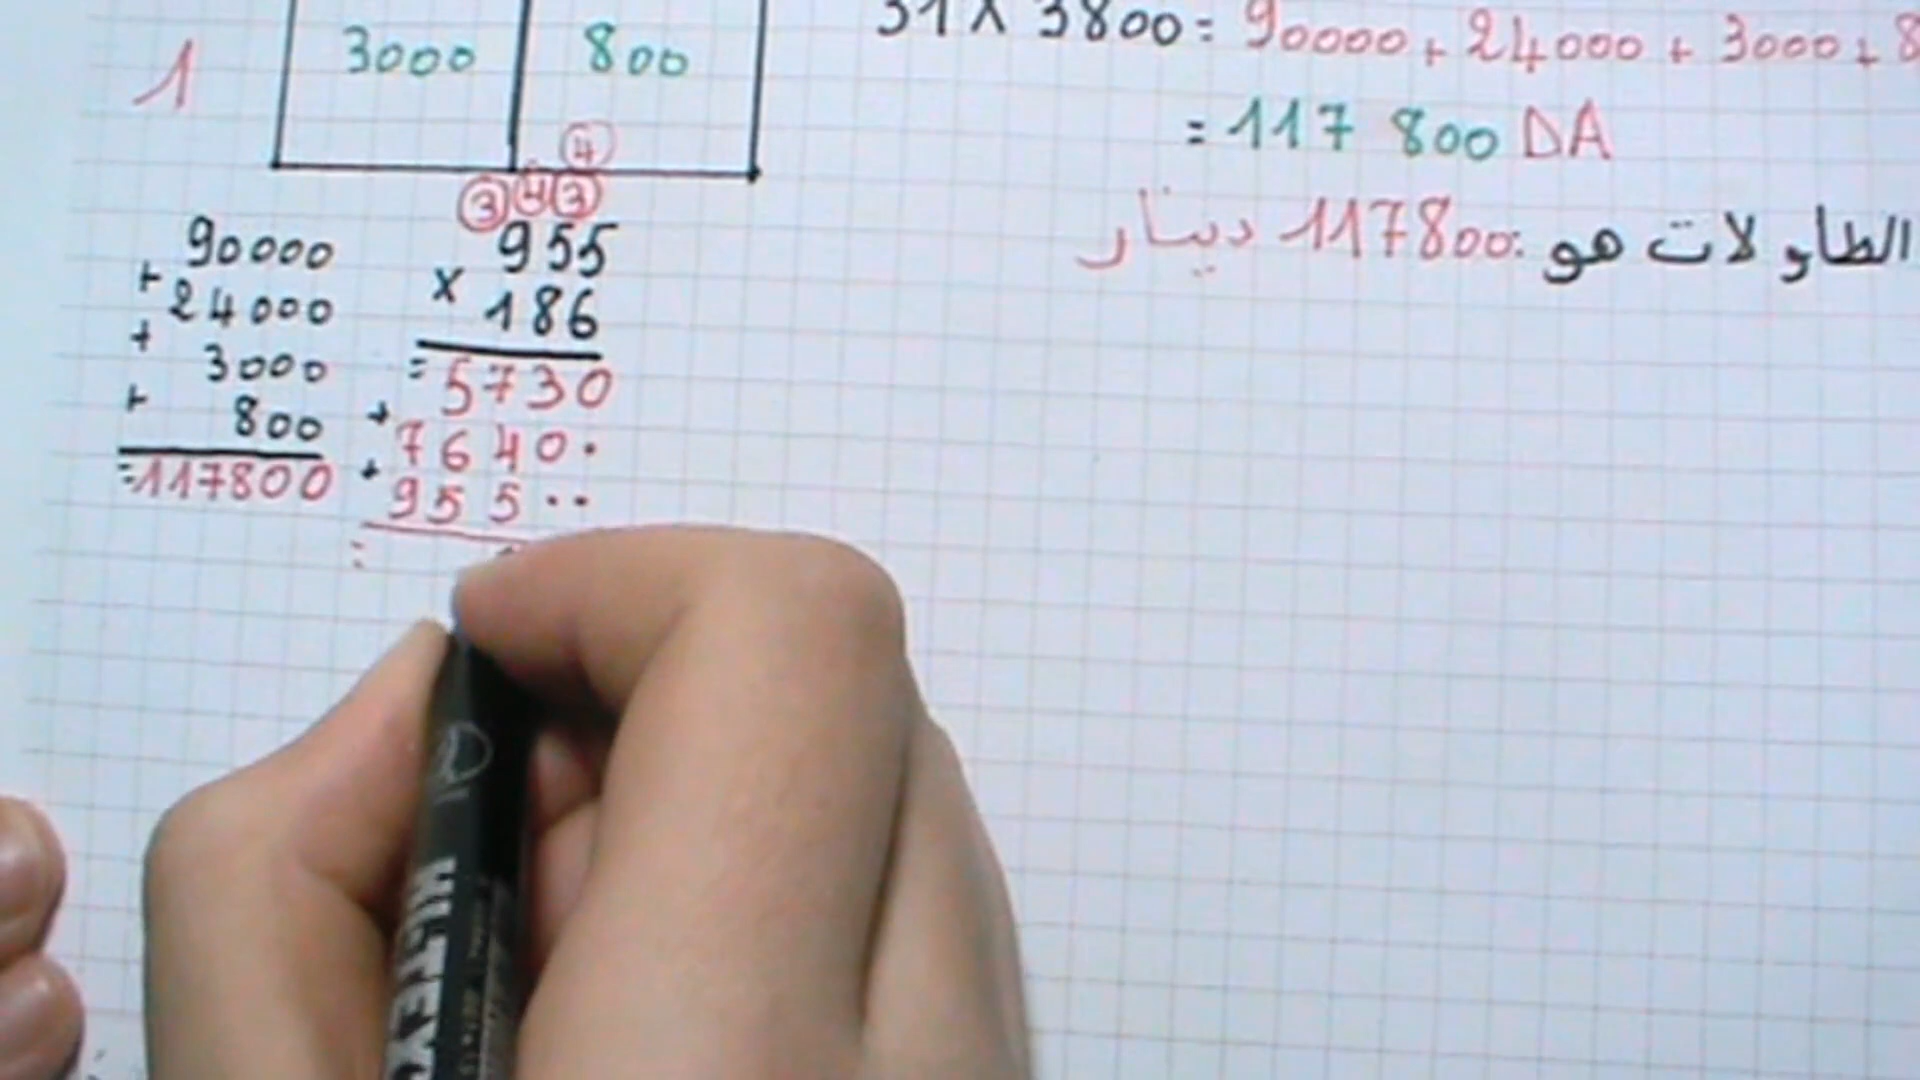 1
3000 800
31 X 3800 = 90000 + 24000 + 3000 + 8
= 117 800 DA
الطاولات هو: 117800 دينار
90000
+ 24000
+ 3000
+ 800
= 117800
4
3 4 3
955
x 186
= 5730
+ 7640.
+ 955..
=